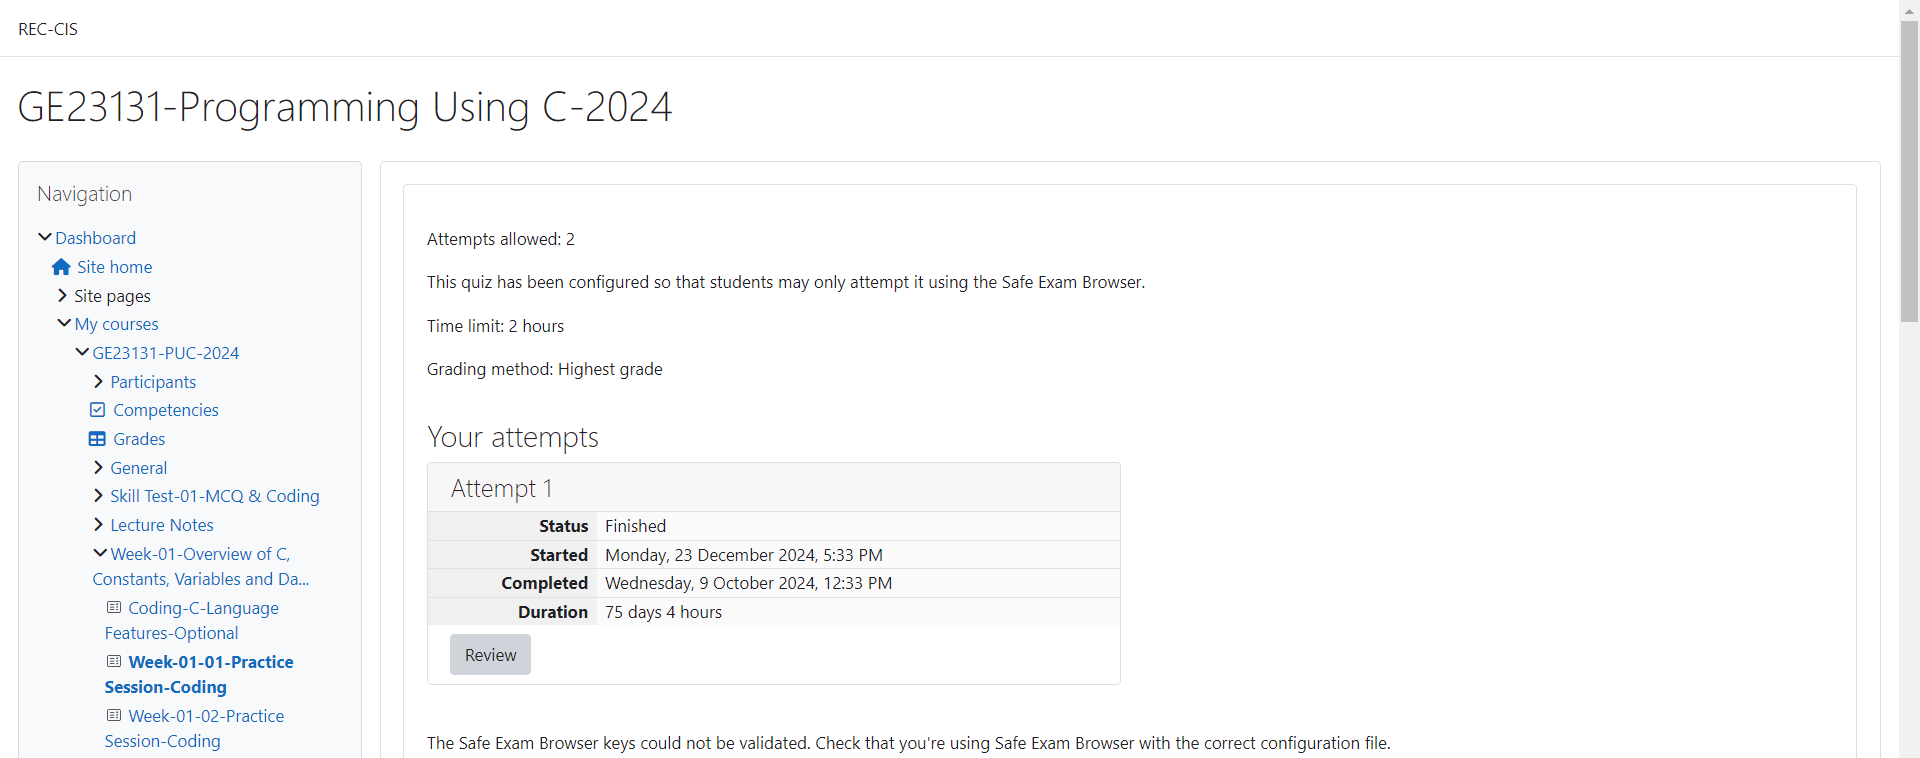 REC-CIS
GE23131-Programming Using C-2024
Navigation
Dashboard
Site home
Site pages
My courses
GE23131-PUC-2024
Participants
Competencies
Grades
General
Skill Test-01-MCQ & Coding
Lecture Notes
Week-01-Overview of C,
Constants, Variables and Da...
Coding-C-Language
Features-Optional
Week-01-01-Practice
Session-Coding
Week-01-02-Practice
Session-Coding
Attempts allowed: 2
This quiz has been configured so that students may only attempt it using the Safe Exam Browser.
Time limit: 2 hours
Grading method: Highest grade
Your attempts
Attempt 1
Status Finished
Started Monday, 23 December 2024, 5:33 PM
Completed Wednesday, 9 October 2024, 12:33 PM
Duration 75 days 4 hours
Review
The Safe Exam Browser keys could not be validated. Check that you're using Safe Exam Browser with the correct configuration file.